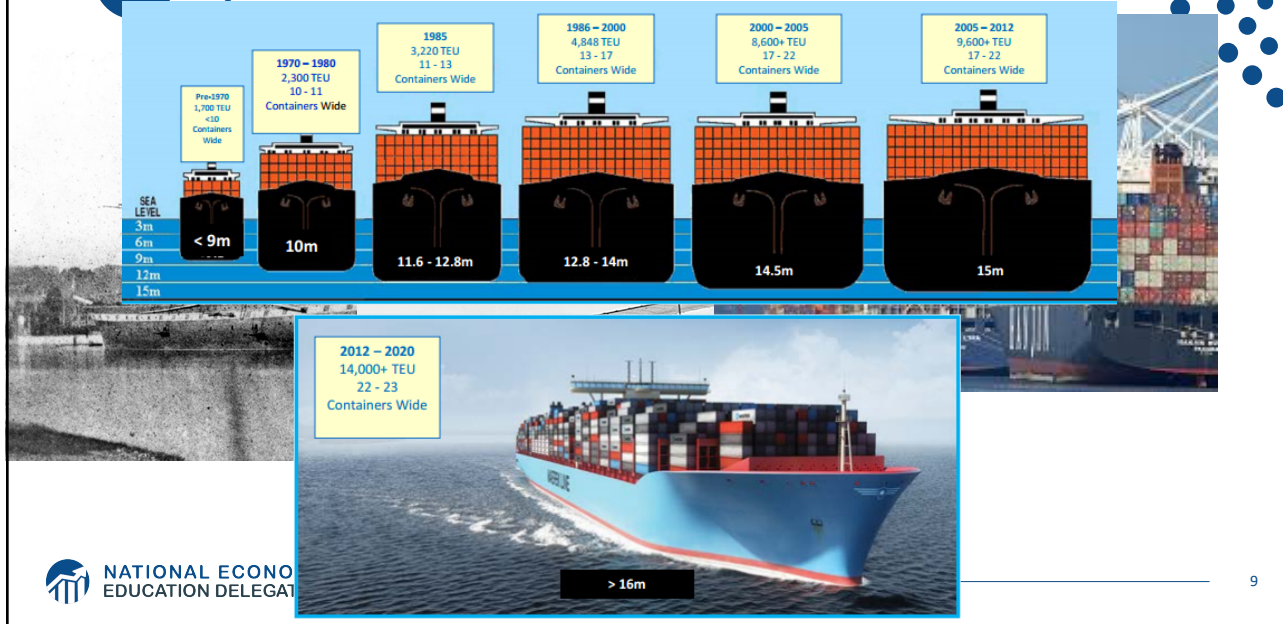 Pre-1970
1,700 TEU
<10
Containers
Wide
1970 – 1980
2,300 TEU
10 - 11
Containers Wide
1985
3,220 TEU
11 - 13
Containers Wide
1986 – 2000
4,848 TEU
13 - 17
Containers Wide
2000 – 2005
8,600+ TEU
17 - 22
Containers Wide
2005 – 2012
9,600+ TEU
17 - 22
Containers Wide
SEA
LEVEL
3m
6m
9m
12m
15m
< 9m
10m
11.6 - 12.8m
12.8 - 14m
14.5m
15m
2012 – 2020
14,000+ TEU
22 - 23
Containers Wide
> 16m
NATIONAL ECONO
EDUCATION DELEGAT
9